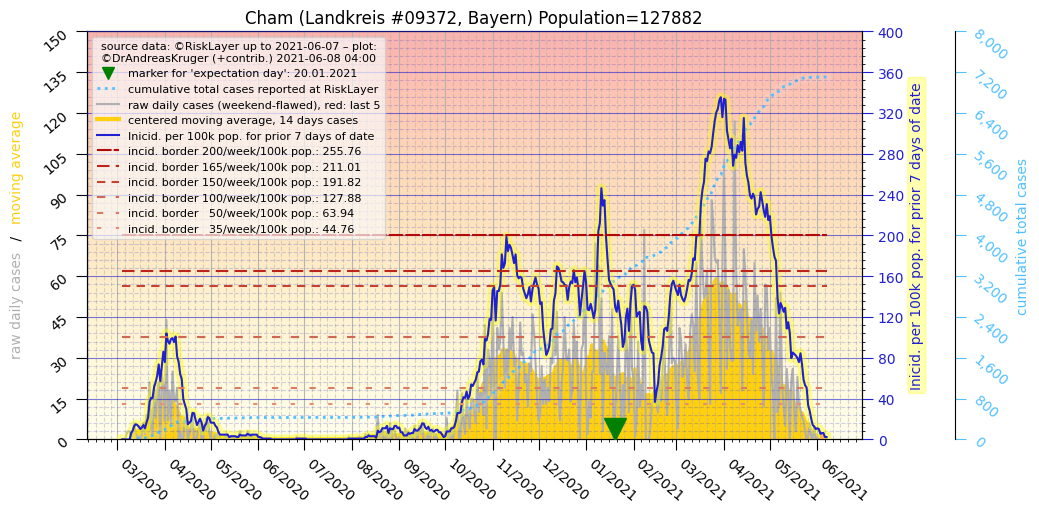 Cham (Landkreis #09372, Bayern) Population=127882
source data: ©RiskLayer up to 2021-06-07 – plot:
©DrAndreasKruger (+contrib.) 2021-06-08 04:00
marker for 'expectation day': 20.01.2021
cumulative total cases reported at RiskLayer
raw daily cases (weekend-flawed), red: last 5
centered moving average, 14 days cases
Inicid. per 100k pop. for prior 7 days of date
incid. border 200/week/100k pop.: 255.76
incid. border 165/week/100k pop.: 211.01
incid. border 150/week/100k pop.: 191.82
incid. border 100/week/100k pop.: 127.88
incid. border 50/week/100k pop.: 63.94
incid. border 35/week/100k pop.: 44.76
raw daily cases / moving average
150
135
120
105
90
75
60
45
30
15
0
400
360
320
280
240
200
160
120
80
40
0
Inicid. per 100k pop. for prior 7 days of date
8,000
7,200
6,400
5,600
4,800
4,000
3,200
2,400
1,600
800
0
cumulative total cases
03/2020
04/2020
05/2020
06/2020
07/2020
08/2020
09/2020
10/2020
11/2020
12/2020
01/2021
02/2021
03/2021
04/2021
05/2021
06/2021